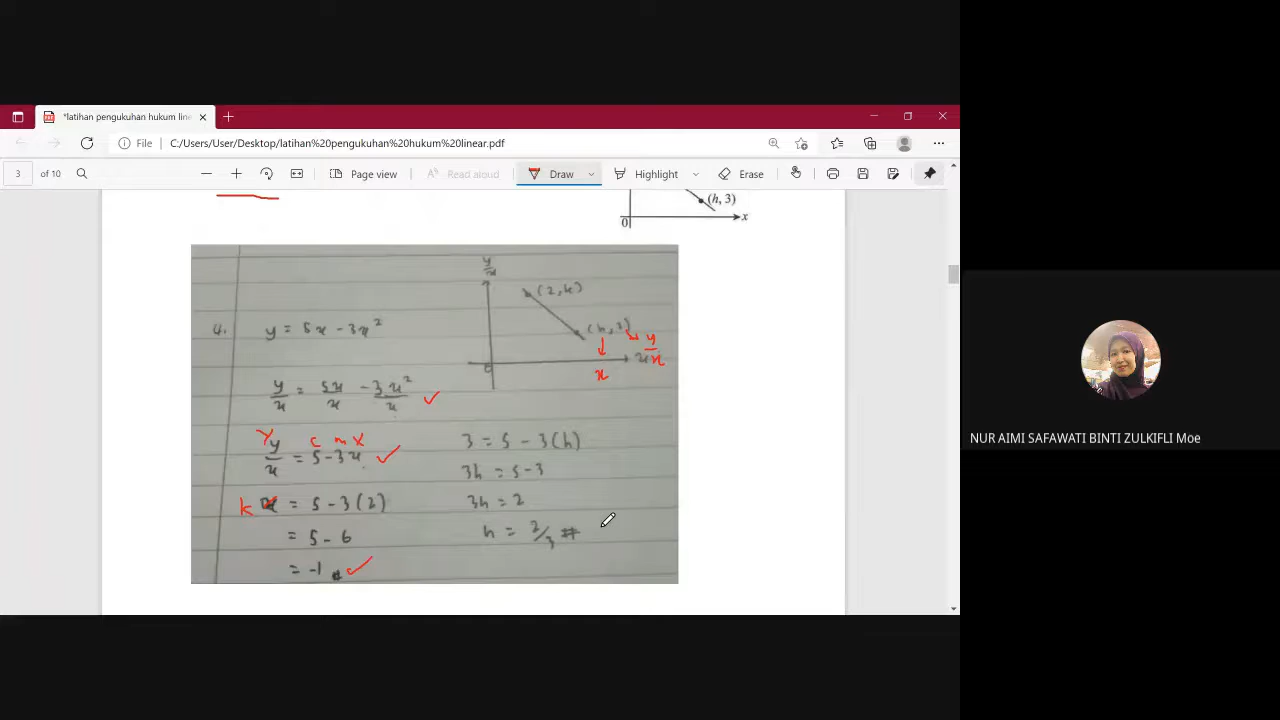 *latihan pengukuhan hukum line
File
C:/Users/User/Desktop/latihan%20pengukuhan%20hukum%20linear.pdf
3 of 10
Page view
Read aloud
Draw
Highlight
Erase
(h, 3)
0 x
y/x
(2, k)
(h, 3)
x
y/x
x
0
4. y = 5x - 3x²
y/x = 5x/x - 3x²/x
Y c m X
y/x = 5 - 3x
k = 5 - 3(2)
= 5 - 6
= -1 #
3 = 5 - 3(h)
3h = 5 - 3
3h = 2
h = 2/3 #
NUR AIMI SAFAWATI BINTI ZULKIFLI Moe